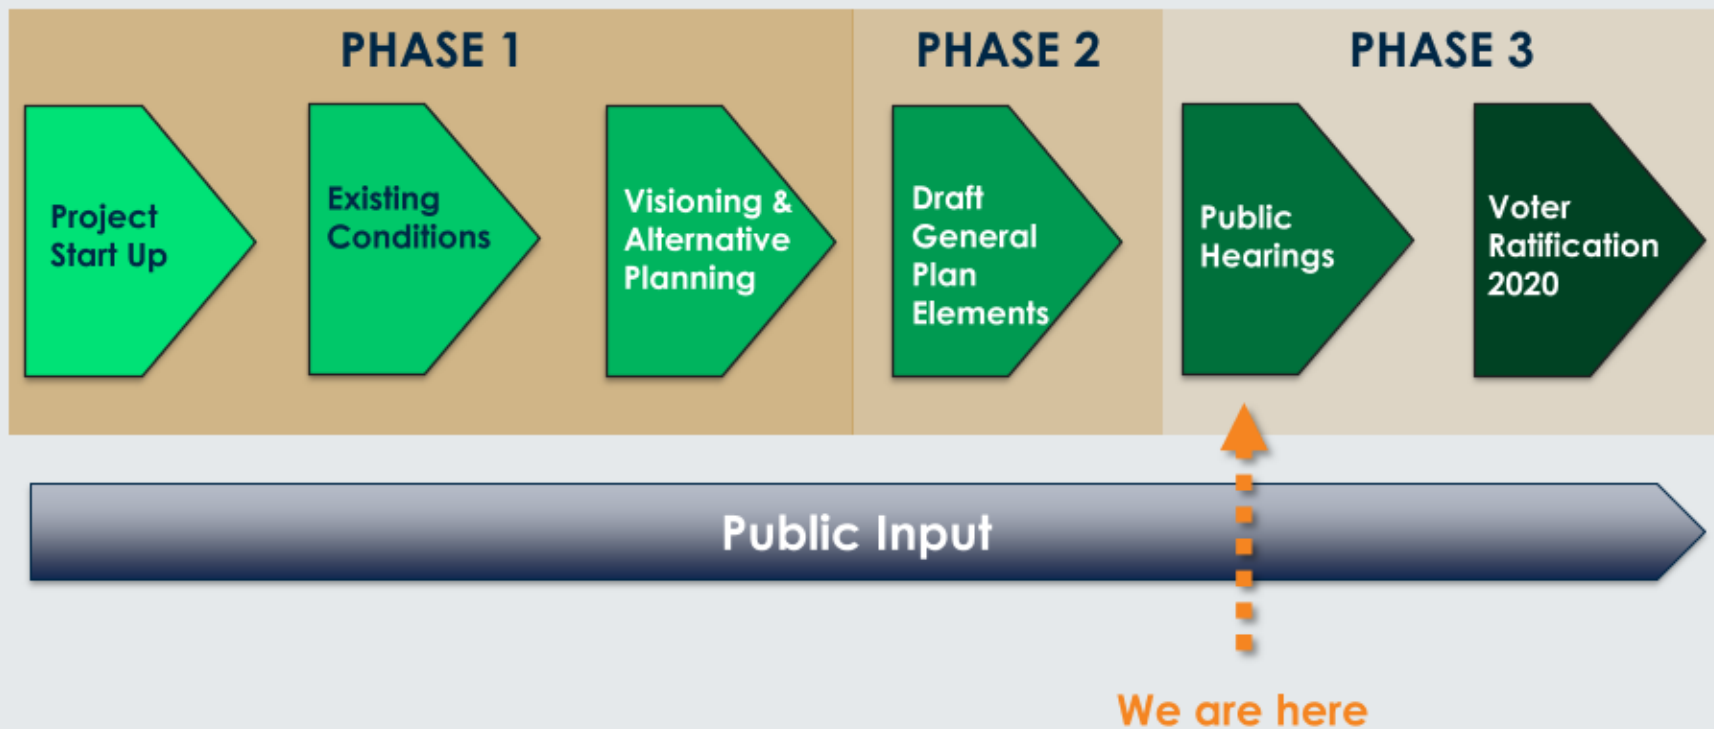 PHASE 1
PHASE 2
PHASE 3
Project
Start Up
Existing
Conditions
Visioning &
Alternative
Planning
Draft
General
Plan
Elements
Public
Hearings
Voter
Ratification
2020
Public Input
We are here